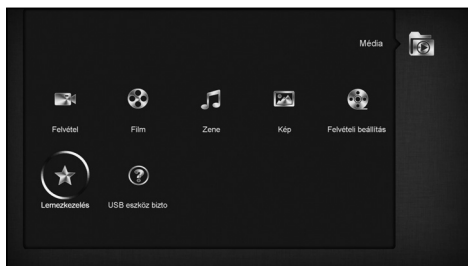 Média
Felvétel
Film
Zene
Kép
Felvételi beállítás
Lemezkezelés
USB eszköz bizto